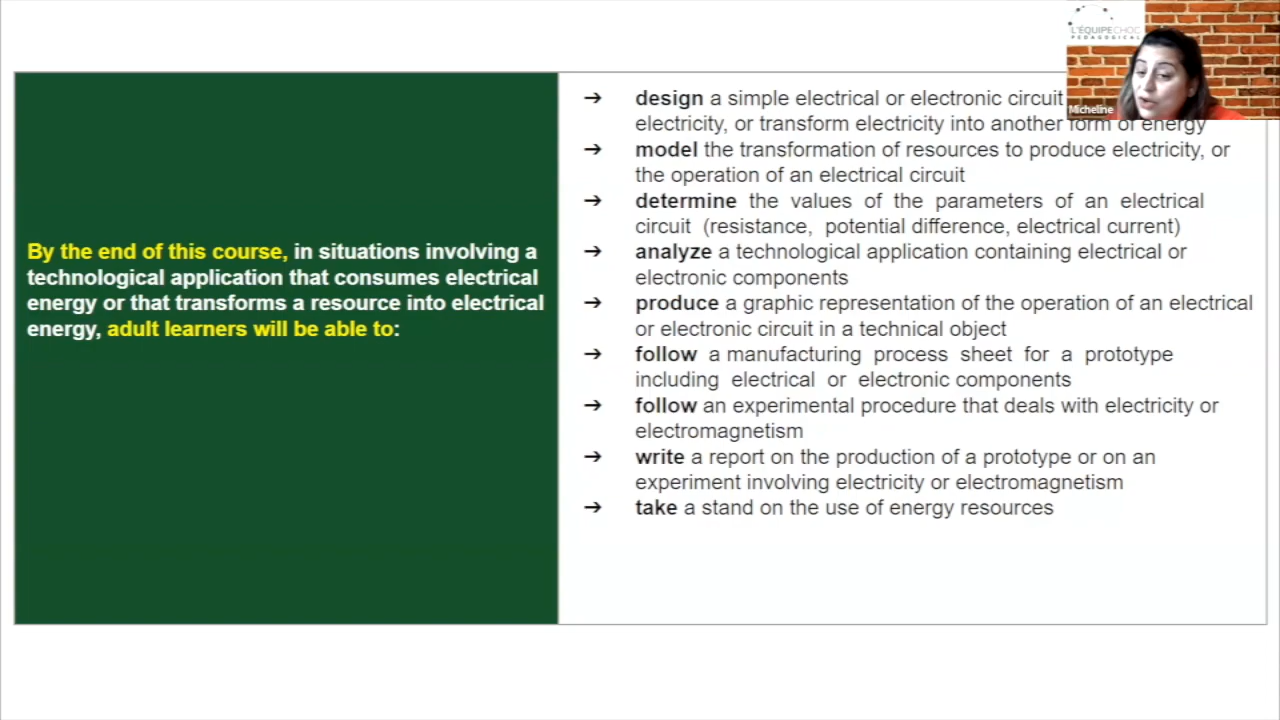 L'ÉQUIPECHOC
PÉDAGOGICAL
Micheline
By the end of this course, in situations involving a
technological application that consumes electrical
energy or that transforms a resource into electrical
energy, adult learners will be able to:
➔ design a simple electrical or electronic circuit
electricity, or transform electricity into another form of energy
➔ model the transformation of resources to produce electricity, or
the operation of an electrical circuit
➔ determine the values of the parameters of an electrical
circuit (resistance, potential difference, electrical current)
➔ analyze a technological application containing electrical or
electronic components
➔ produce a graphic representation of the operation of an electrical
or electronic circuit in a technical object
➔ follow a manufacturing process sheet for a prototype
including electrical or electronic components
➔ follow an experimental procedure that deals with electricity or
electromagnetism
➔ write a report on the production of a prototype or on an
experiment involving electricity or electromagnetism
➔ take a stand on the use of energy resources